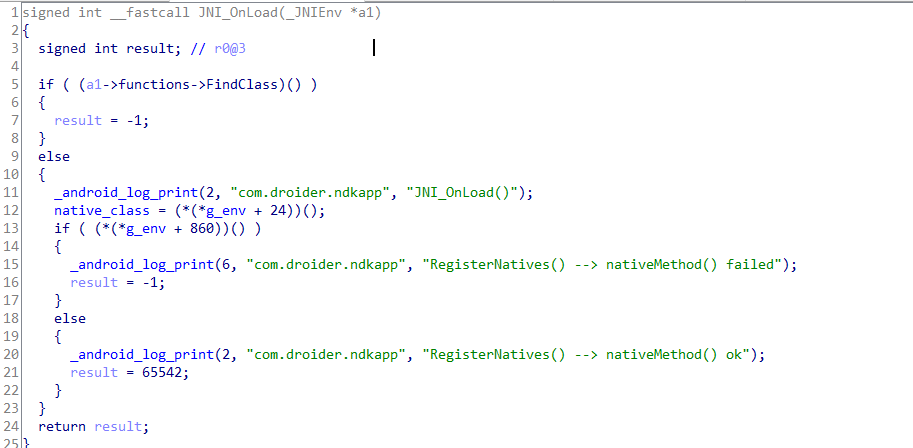 1 signed int __fastcall JNI_OnLoad(_JNIEnv *a1)
2 {
3   signed int result; // r0@3
4
5   if ( (a1->functions->FindClass)() )
6   {
7     result = -1;
8   }
9   else
10   {
11     _android_log_print(2, "com.droider.ndkapp", "JNI_OnLoad()");
12     native_class = (*(*g_env + 24))();
13     if ( (*(*g_env + 860))() )
14     {
15       _android_log_print(6, "com.droider.ndkapp", "RegisterNatives() --> nativeMethod() failed");
16       result = -1;
17     }
18     else
19     {
20       _android_log_print(2, "com.droider.ndkapp", "RegisterNatives() --> nativeMethod() ok");
21       result = 65542;
22     }
23   }
24   return result;
25 }